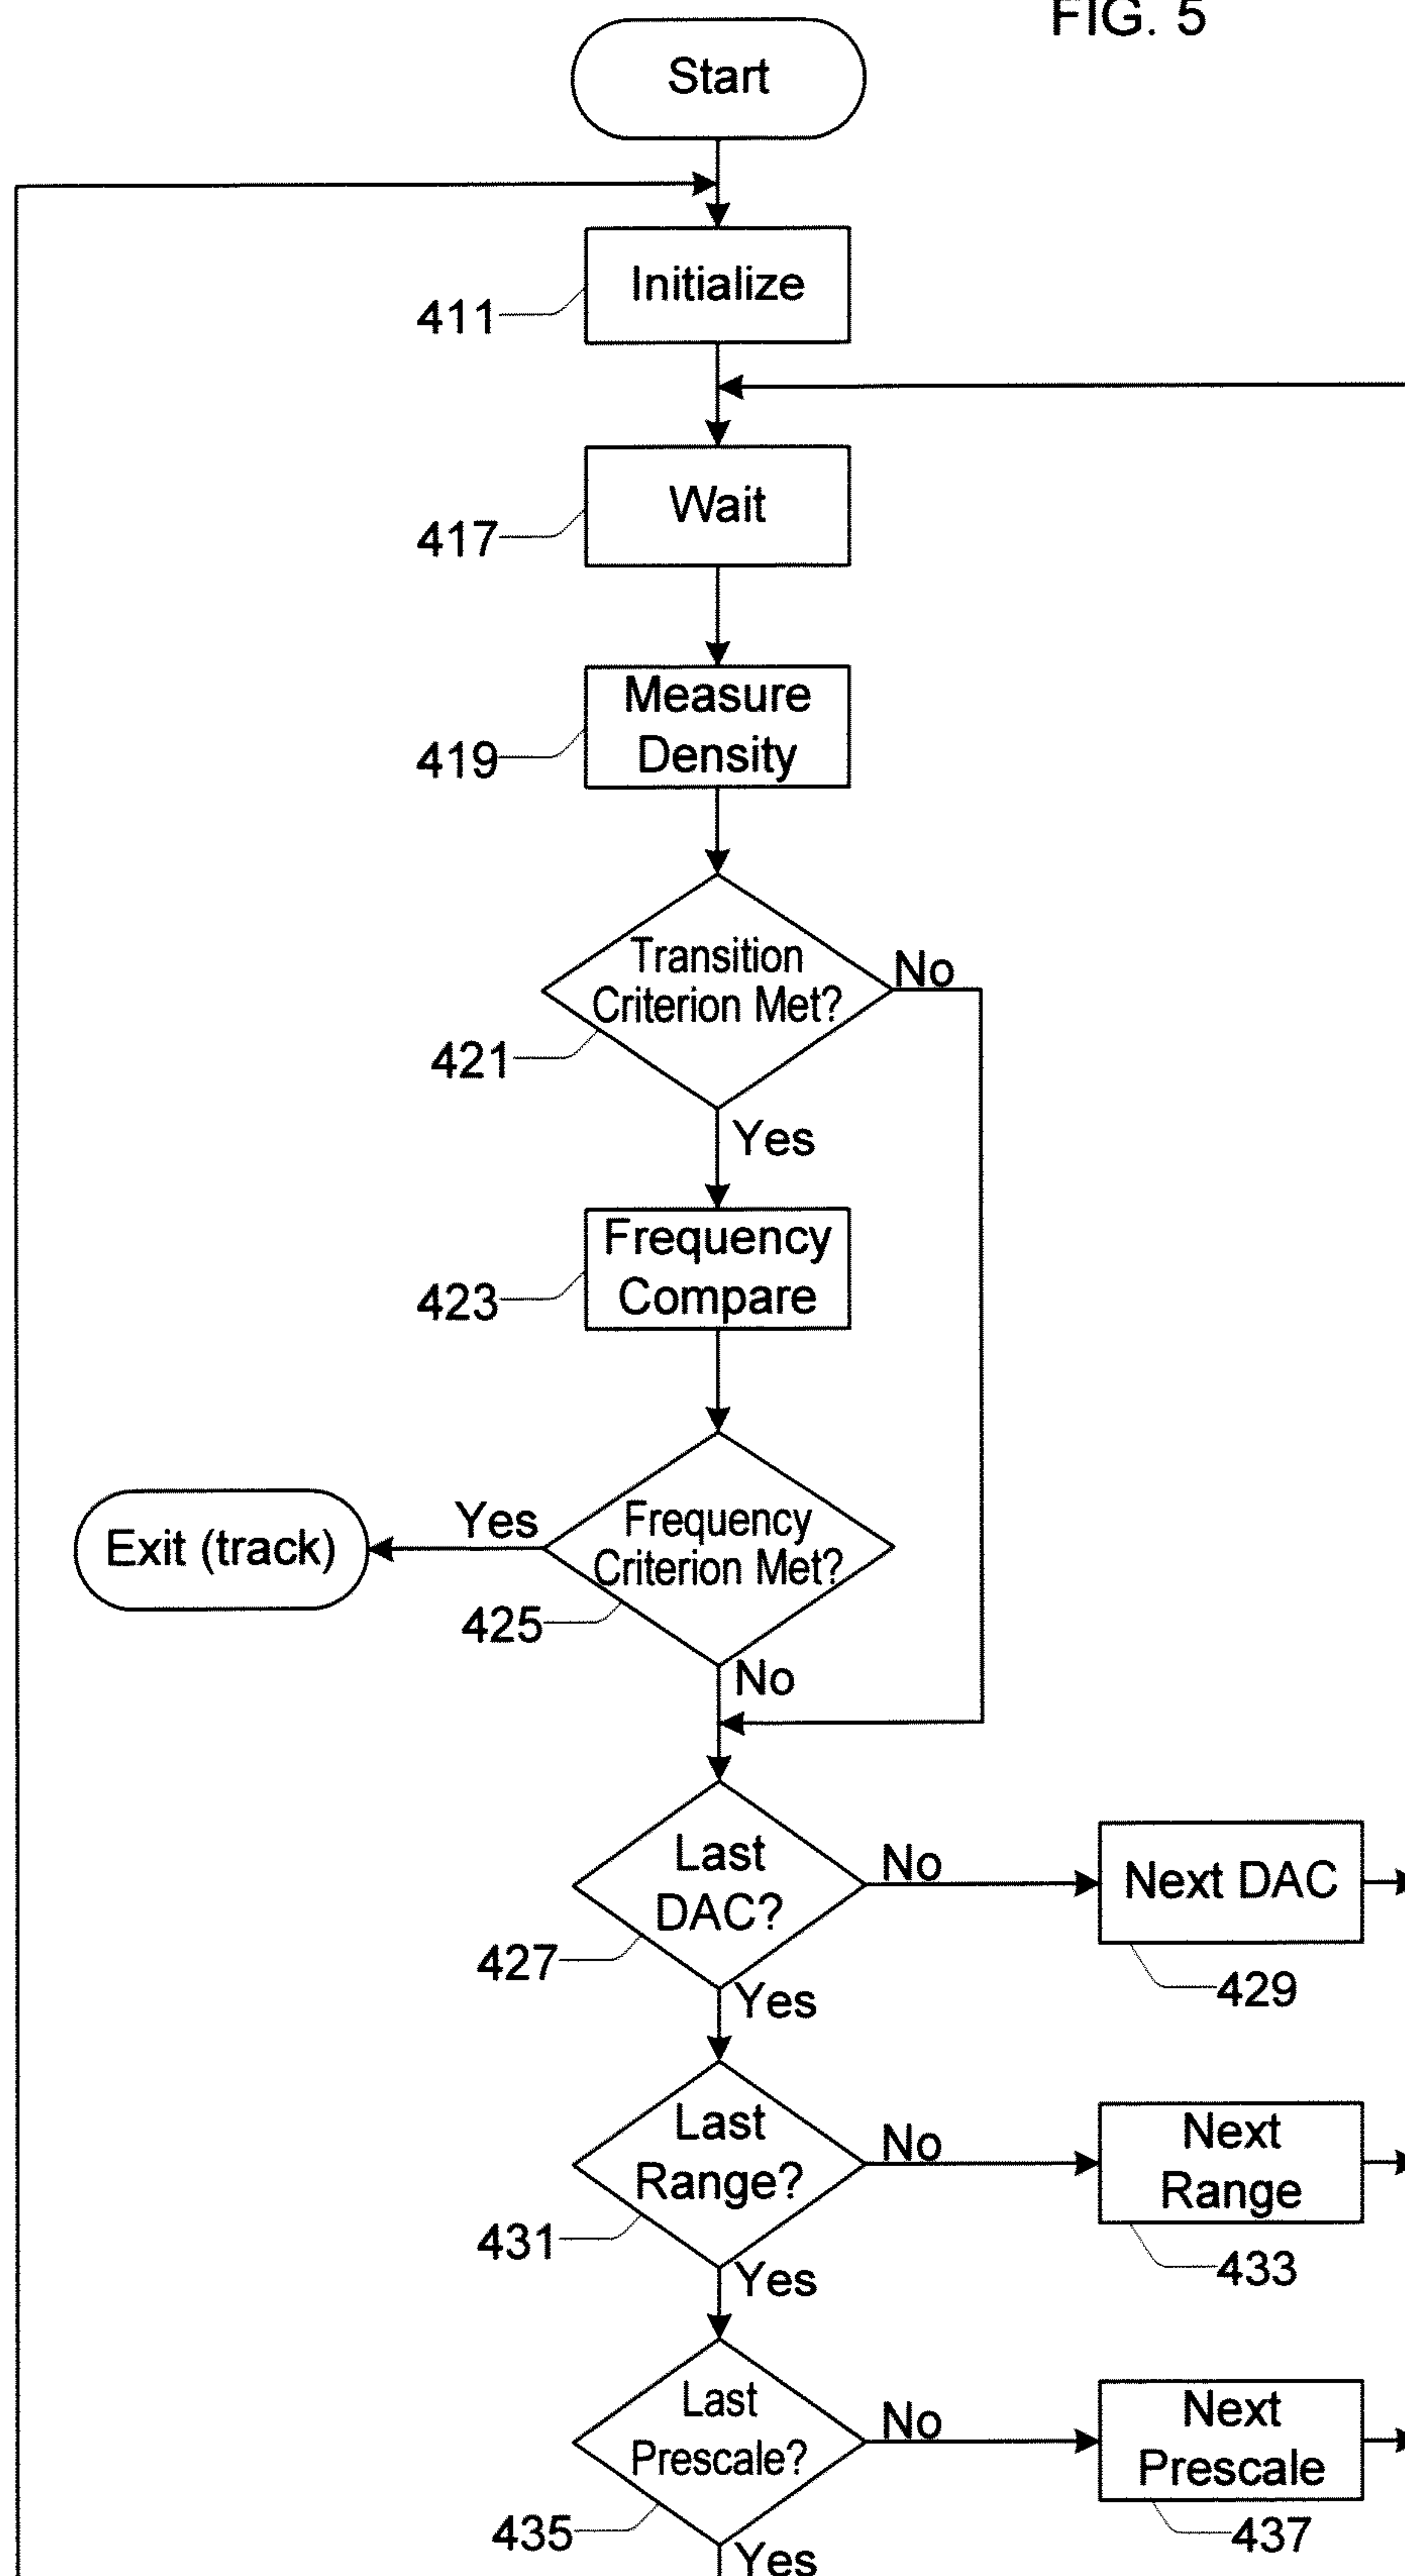 FIG. 5
Start
Initialize
411
Wait
417
Measure
Density
419
Transition
Criterion Met?
No
421
Yes
Frequency
Compare
423
Exit (track)
Yes
Frequency
Criterion Met?
425
No
Last
DAC?
No
Next DAC
427
429
Yes
Last
Range?
No
Next
Range
431
433
Yes
Last
Prescale?
No
Next
Prescale
435
437
Yes